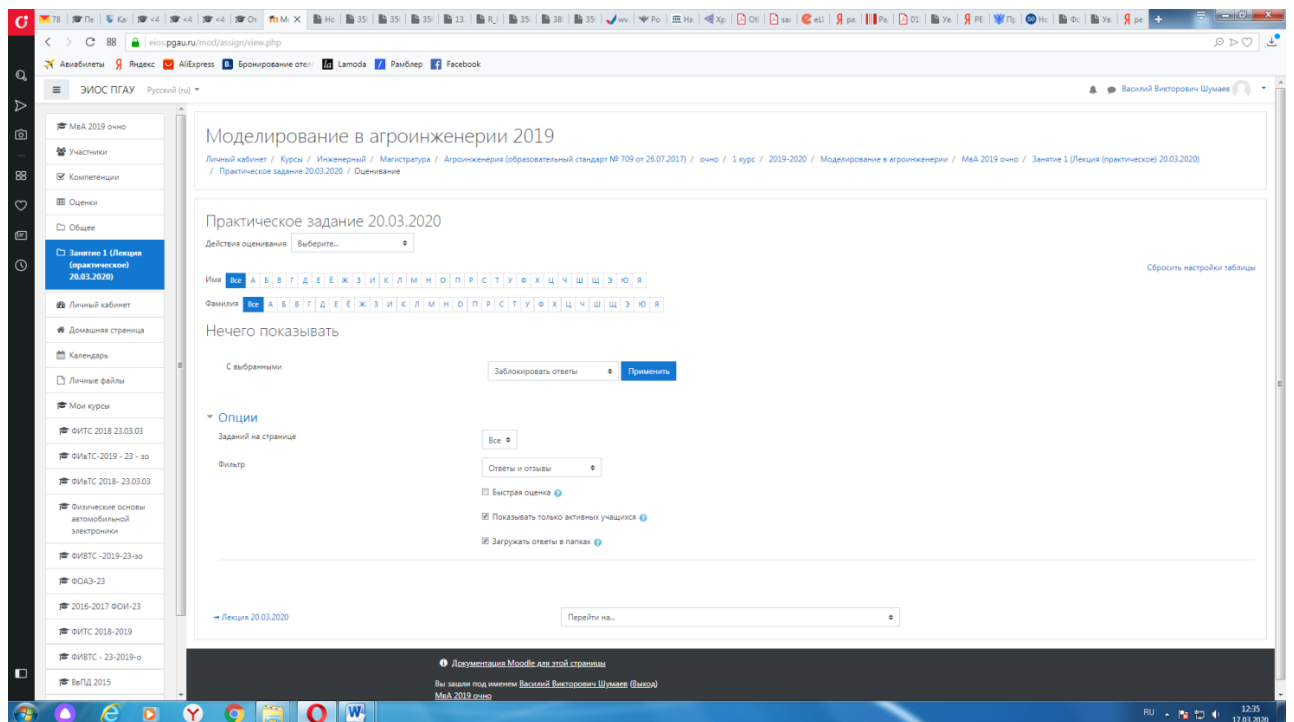 eios.pgau.ru/mod/assign/view.php
Авиабилеты Яндекс AliExpress Бронирование отел Lamoda Рамблер Facebook
ЭИОС ПГАУ Русский (ru)
Василий Викторович Шумаев
МвА 2019 очно
Участники
Компетенции
Оценки
Общее
Занятие 1 (Лекция
(практическое)
20.03.2020)
Личный кабинет
Домашняя страница
Календарь
Личные файлы
Мои курсы
ФИТС 2018 23.03.03
ФИвТС-2019 - 23 - зо
ФИвТС 2018- 23.03.03
Физические основы
автомобильной
электроники
ФИВТС -2019-23-зо
ФОАЭ-23
2016-2017 ФОИ-23
ФИТС 2018-2019
ФИВТС - 23-2019-о
ВеПД 2015
Моделирование в агроинженерии 2019
Личный кабинет / Курсы / Инженерный / Магистратура / Агроинженерия (образовательный стандарт № 709 от 26.07.2017) / очно / 1 курс / 2019-2020 / Моделирование в агроинженерии / МвА 2019 очно / Занятие 1 (Лекция (практическое) 20.03.2020)
/ Практическое задание 20.03.2020 / Оценивание
Практическое задание 20.03.2020
Действия оценивания Выберите...
Сбросить настройки таблицы
Имя Все А Б В Г Д Е Ё Ж З И К Л М Н О П Р С Т У Ф Х Ц Ч Ш Щ Э Ю Я
Фамилия Все А Б В Г Д Е Ё Ж З И К Л М Н О П Р С Т У Ф Х Ц Ч Ш Щ Э Ю Я
Нечего показывать
С выбранными Заблокировать ответы Применить
Опции
Заданий на странице Все
Фильтр Ответы и отзывы
Быстрая оценка
Показывать только активных учащихся
Загружать ответы в папках
Лекция 20.03.2020 Перейти на...
Документация Moodle для этой страницы
Вы зашли под именем Василий Викторович Шумаев (Выход)
МвА 2019 очно
RU 12:35
17.03.2020